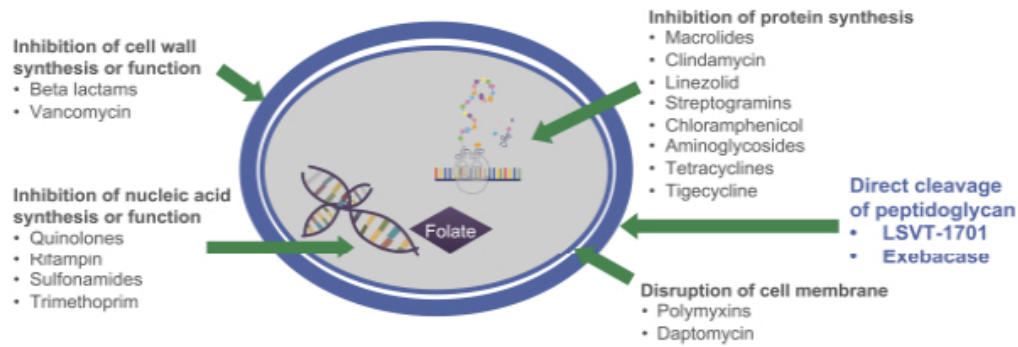 Inhibition of cell wall
synthesis or function
• Beta lactams
• Vancomycin
Inhibition of nucleic acid
synthesis or function
• Quinolones
• Rifampin
• Sulfonamides
• Trimethoprim
Folate
Inhibition of protein synthesis
• Macrolides
• Clindamycin
• Linezolid
• Streptogramins
• Chloramphenicol
• Aminoglycosides
• Tetracyclines
• Tigecycline
Direct cleavage
of peptidoglycan
• LSVT-1701
• Exebacase
Disruption of cell membrane
• Polymyxins
• Daptomycin